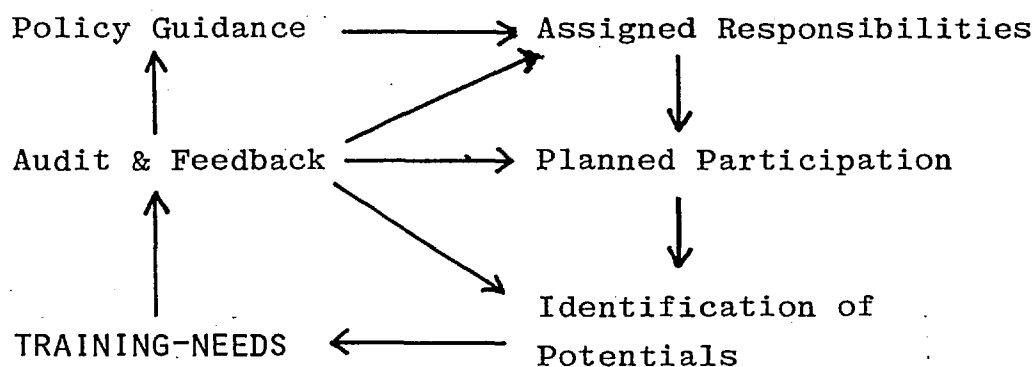 Policy Guidance
Assigned Responsibilities
Audit & Feedback
Planned Participation
TRAINING-NEEDS
Identification of
Potentials